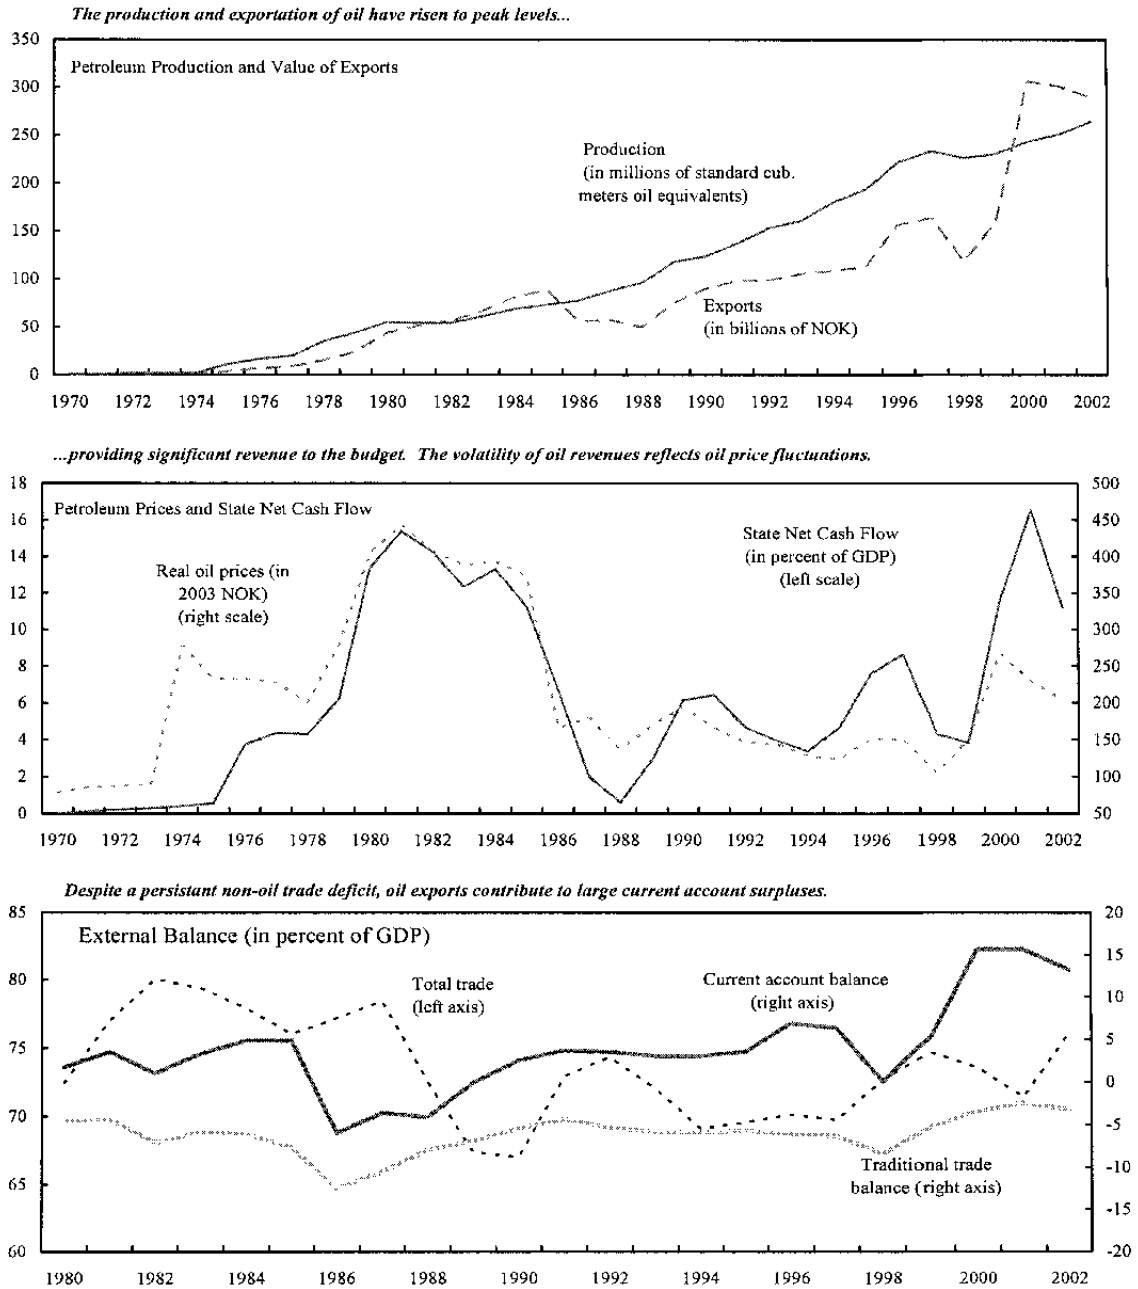 The production and exportation of oil have risen to peak levels...
350
Petroleum Production and Value of Exports
300
250
Production
(in millions of standard cub.
meters oil equivalents)
200
150
100
Exports
(in billions of NOK)
50
0
1970 1972 1974 1976 1978 1980 1982 1984 1986 1988 1990 1992 1994 1996 1998 2000 2002
...providing significant revenue to the budget. The volatility of oil revenues reflects oil price fluctuations.
18 500
Petroleum Prices and State Net Cash Flow
16 450
State Net Cash Flow
(in percent of GDP)
(left scale)
14 400
Real oil prices (in
2003 NOK)
(right scale)
12 350
10 300
8 250
6 200
4 150
2 100
0 50
1970 1972 1974 1976 1978 1980 1982 1984 1986 1988 1990 1992 1994 1996 1998 2000 2002
Despite a persistant non-oil trade deficit, oil exports contribute to large current account surpluses.
85 20
External Balance (in percent of GDP)
15
80
Total trade
(left axis)
Current account balance
(right axis)
10
75 5
0
70 -5
Traditional trade
balance (right axis)
65 -10
-15
60 -20
1980 1982 1984 1986 1988 1990 1992 1994 1996 1998 2000 2002